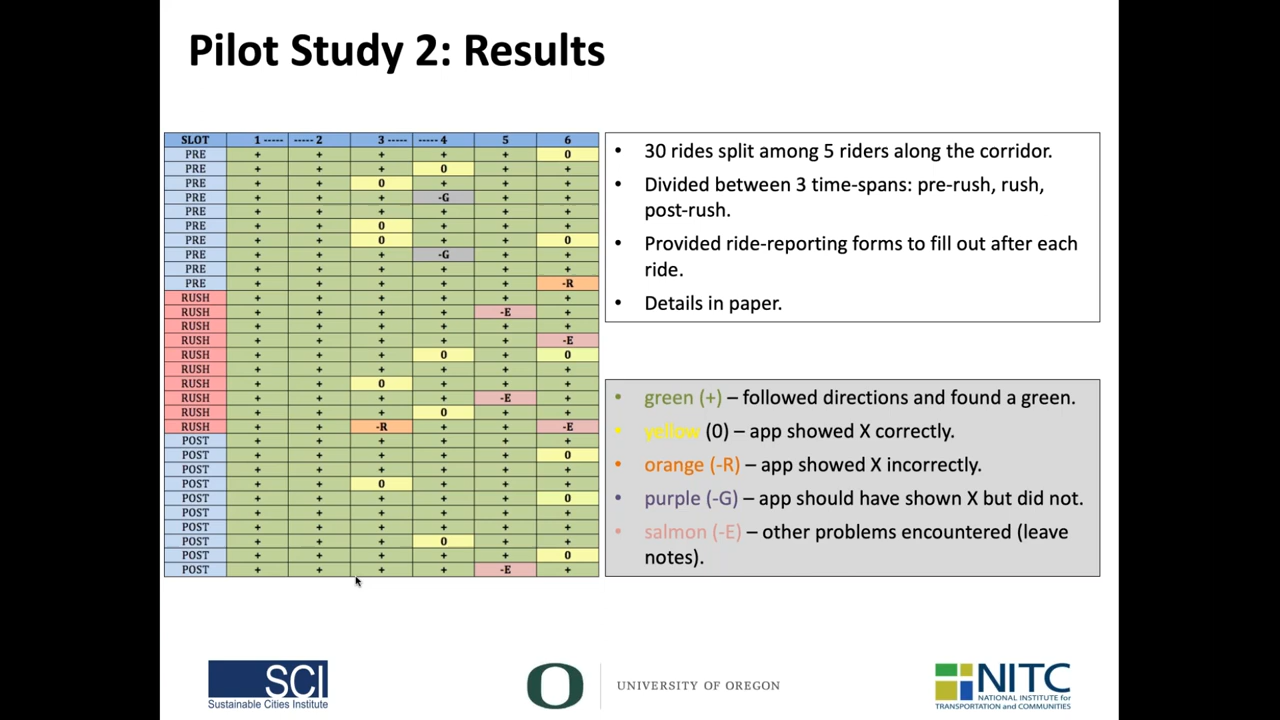 Pilot Study 2: Results
SLOT 1 ----- ----- 2 3 ----- ----- 4 5 6
PRE + + + + + 0
PRE + + + 0 + +
PRE + + 0 + + +
PRE + + + -G + +
PRE + + + + + +
PRE + + 0 + + +
PRE + + 0 + + 0
PRE + + + -G + +
PRE + + + + + +
PRE + + + + + -R
RUSH + + + + + +
RUSH + + + + -E +
RUSH + + + + + +
RUSH + + + + + -E
RUSH + + + 0 + 0
RUSH + + + + + +
RUSH + + 0 + + +
RUSH + + + + -E +
RUSH + + + 0 + +
RUSH + + -R + + -E
POST + + + + + +
POST + + + + + 0
POST + + + + + +
POST + + 0 + + +
POST + + + + + 0
POST + + + + + +
POST + + + + + +
POST + + + 0 + +
POST + + + + + 0
POST + + + + -E +
• 30 rides split among 5 riders along the corridor.
• Divided between 3 time-spans: pre-rush, rush,
post-rush.
• Provided ride-reporting forms to fill out after each
ride.
• Details in paper.
• green (+) – followed directions and found a green.
• yellow (0) – app showed X correctly.
• orange (-R) – app showed X incorrectly.
• purple (-G) – app should have shown X but did not.
• salmon (-E) – other problems encountered (leave
notes).
SCI
Sustainable Cities Institute
O
UNIVERSITY OF OREGON
NITC
NATIONAL INSTITUTE for
TRANSPORTATION and COMMUNITIES